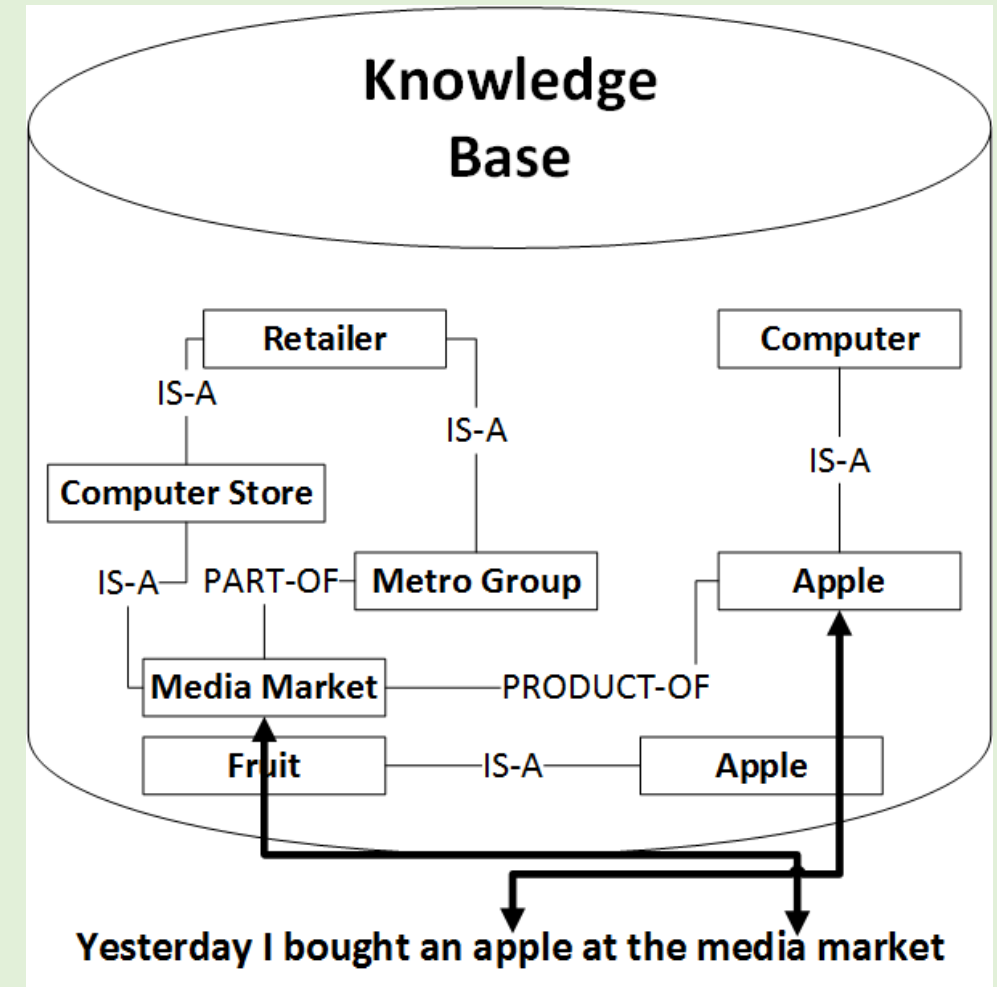 Knowledge
Base
Retailer
Computer
IS-A
IS-A
IS-A
Computer Store
IS-A
PART-OF
Metro Group
Apple
Media Market
PRODUCT-OF
Fruit
IS-A
Apple
Yesterday I bought an apple at the media market